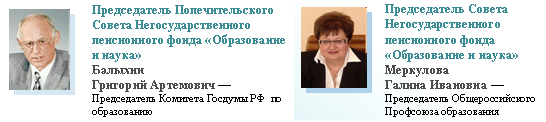 Председатель Попечительского
Совета Негосударственного
пенсионного фонда «Образование
и наука»
Балыхин
Григорий Артемович —
Председатель Комитета Госдумы РФ по
образованию
Председатель Совета
Негосударственного
пенсионного фонда
«Образование и наука»
Меркулова
Галина Ивановна —
Председатель Общероссийского
Профсоюза образования